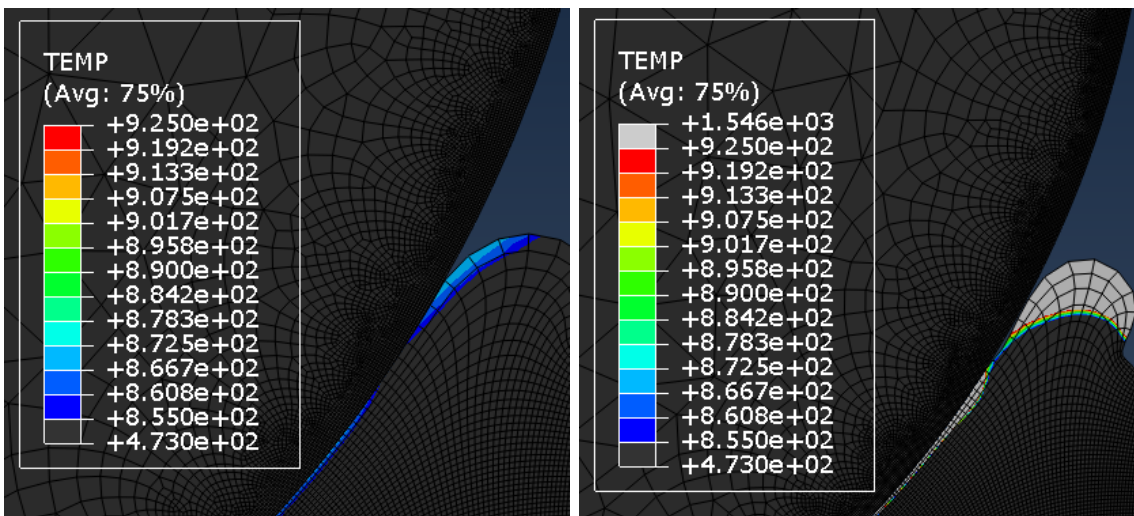 TEMP
(Avg: 75%)
+9.250e+02
+9.192e+02
+9.133e+02
+9.075e+02
+9.017e+02
+8.958e+02
+8.900e+02
+8.842e+02
+8.783e+02
+8.725e+02
+8.667e+02
+8.608e+02
+8.550e+02
+4.730e+02
TEMP
(Avg: 75%)
+1.546e+03
+9.250e+02
+9.192e+02
+9.133e+02
+9.075e+02
+9.017e+02
+8.958e+02
+8.900e+02
+8.842e+02
+8.783e+02
+8.725e+02
+8.667e+02
+8.608e+02
+8.550e+02
+4.730e+02